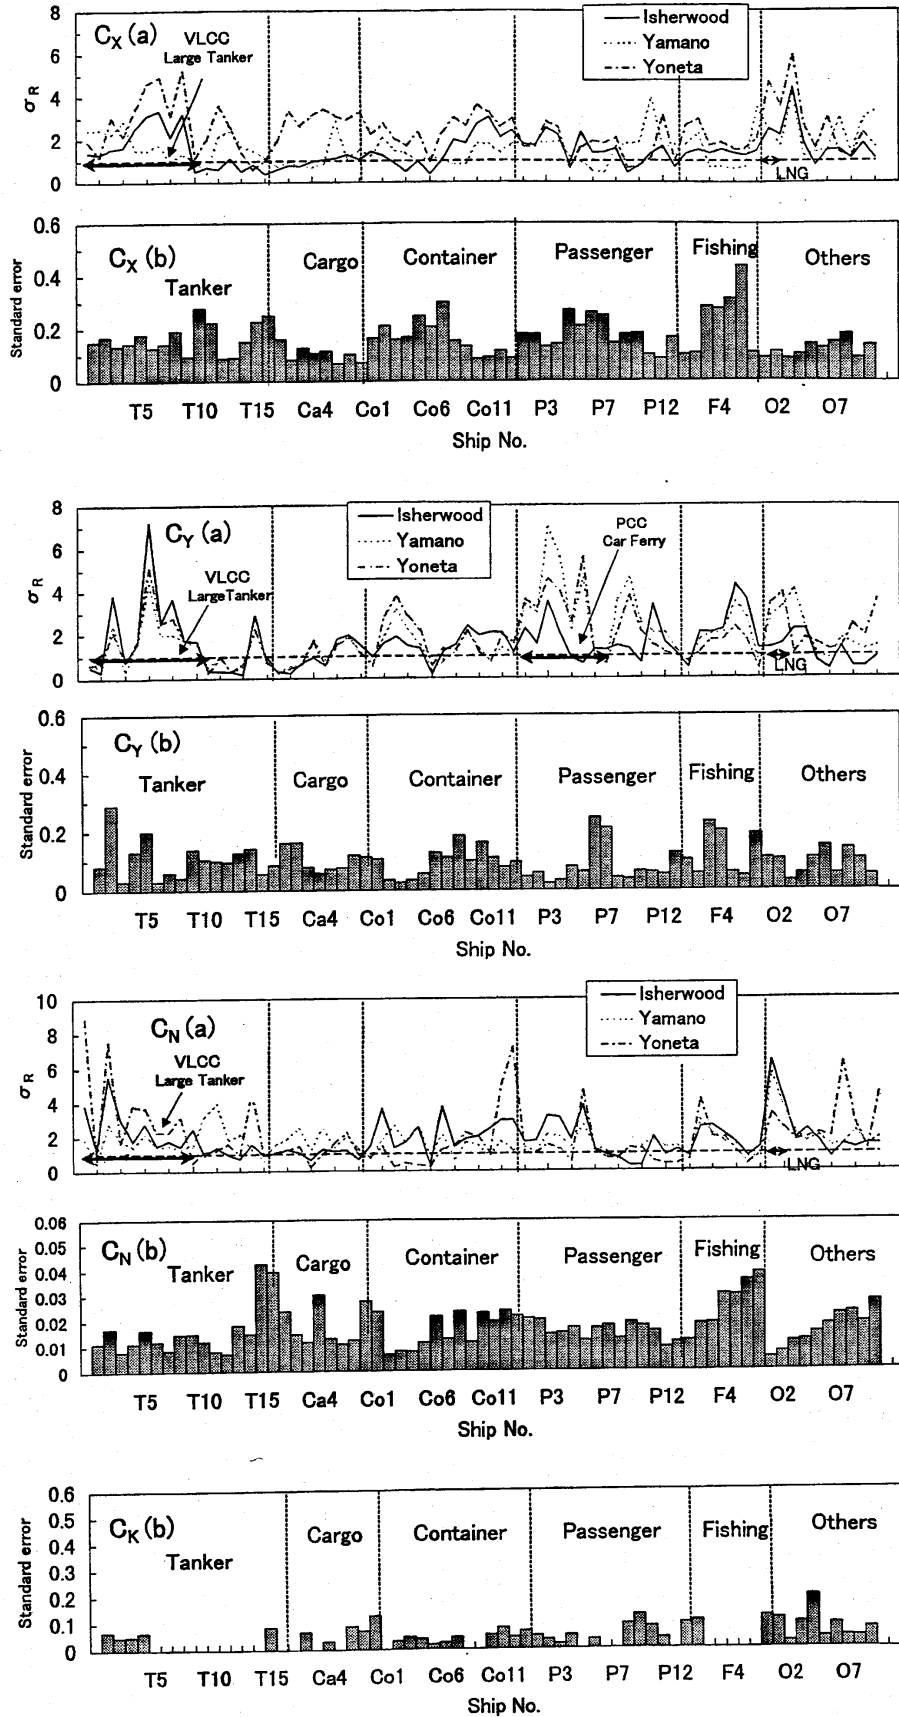 C_X (a)
VLCC
Large Tanker
Isherwood
Yamano
Yoneta
8
6
4
2
0
σ_R
LNG
C_X (b)
Tanker
Cargo
Container
Passenger
Fishing
Others
0.6
0.4
0.2
0
Standard error
T5 T10 T15 Ca4 Co1 Co6 Co11 P3 P7 P12 F4 O2 O7
Ship No.
C_Y (a)
VLCC
LargeTanker
Isherwood
Yamano
Yoneta
PCC
Car Ferry
8
6
4
2
0
σ_R
LNG
C_Y (b)
Tanker
Cargo
Container
Passenger
Fishing
Others
0.6
0.4
0.2
0
Standard error
T5 T10 T15 Ca4 Co1 Co6 Co11 P3 P7 P12 F4 O2 O7
Ship No.
C_N (a)
VLCC
Large Tanker
Isherwood
Yamano
Yoneta
10
8
6
4
2
0
σ_R
LNG
C_N (b)
Tanker
Cargo
Container
Passenger
Fishing
Others
0.06
0.05
0.04
0.03
0.02
0.01
0
Standard error
T5 T10 T15 Ca4 Co1 Co6 Co11 P3 P7 P12 F4 O2 O7
Ship No.
C_K (b)
Tanker
Cargo
Container
Passenger
Fishing
Others
0.6
0.5
0.4
0.3
0.2
0.1
0
Standard error
T5 T10 T15 Ca4 Co1 Co6 Co11 P3 P7 P12 F4 O2 O7
Ship No.